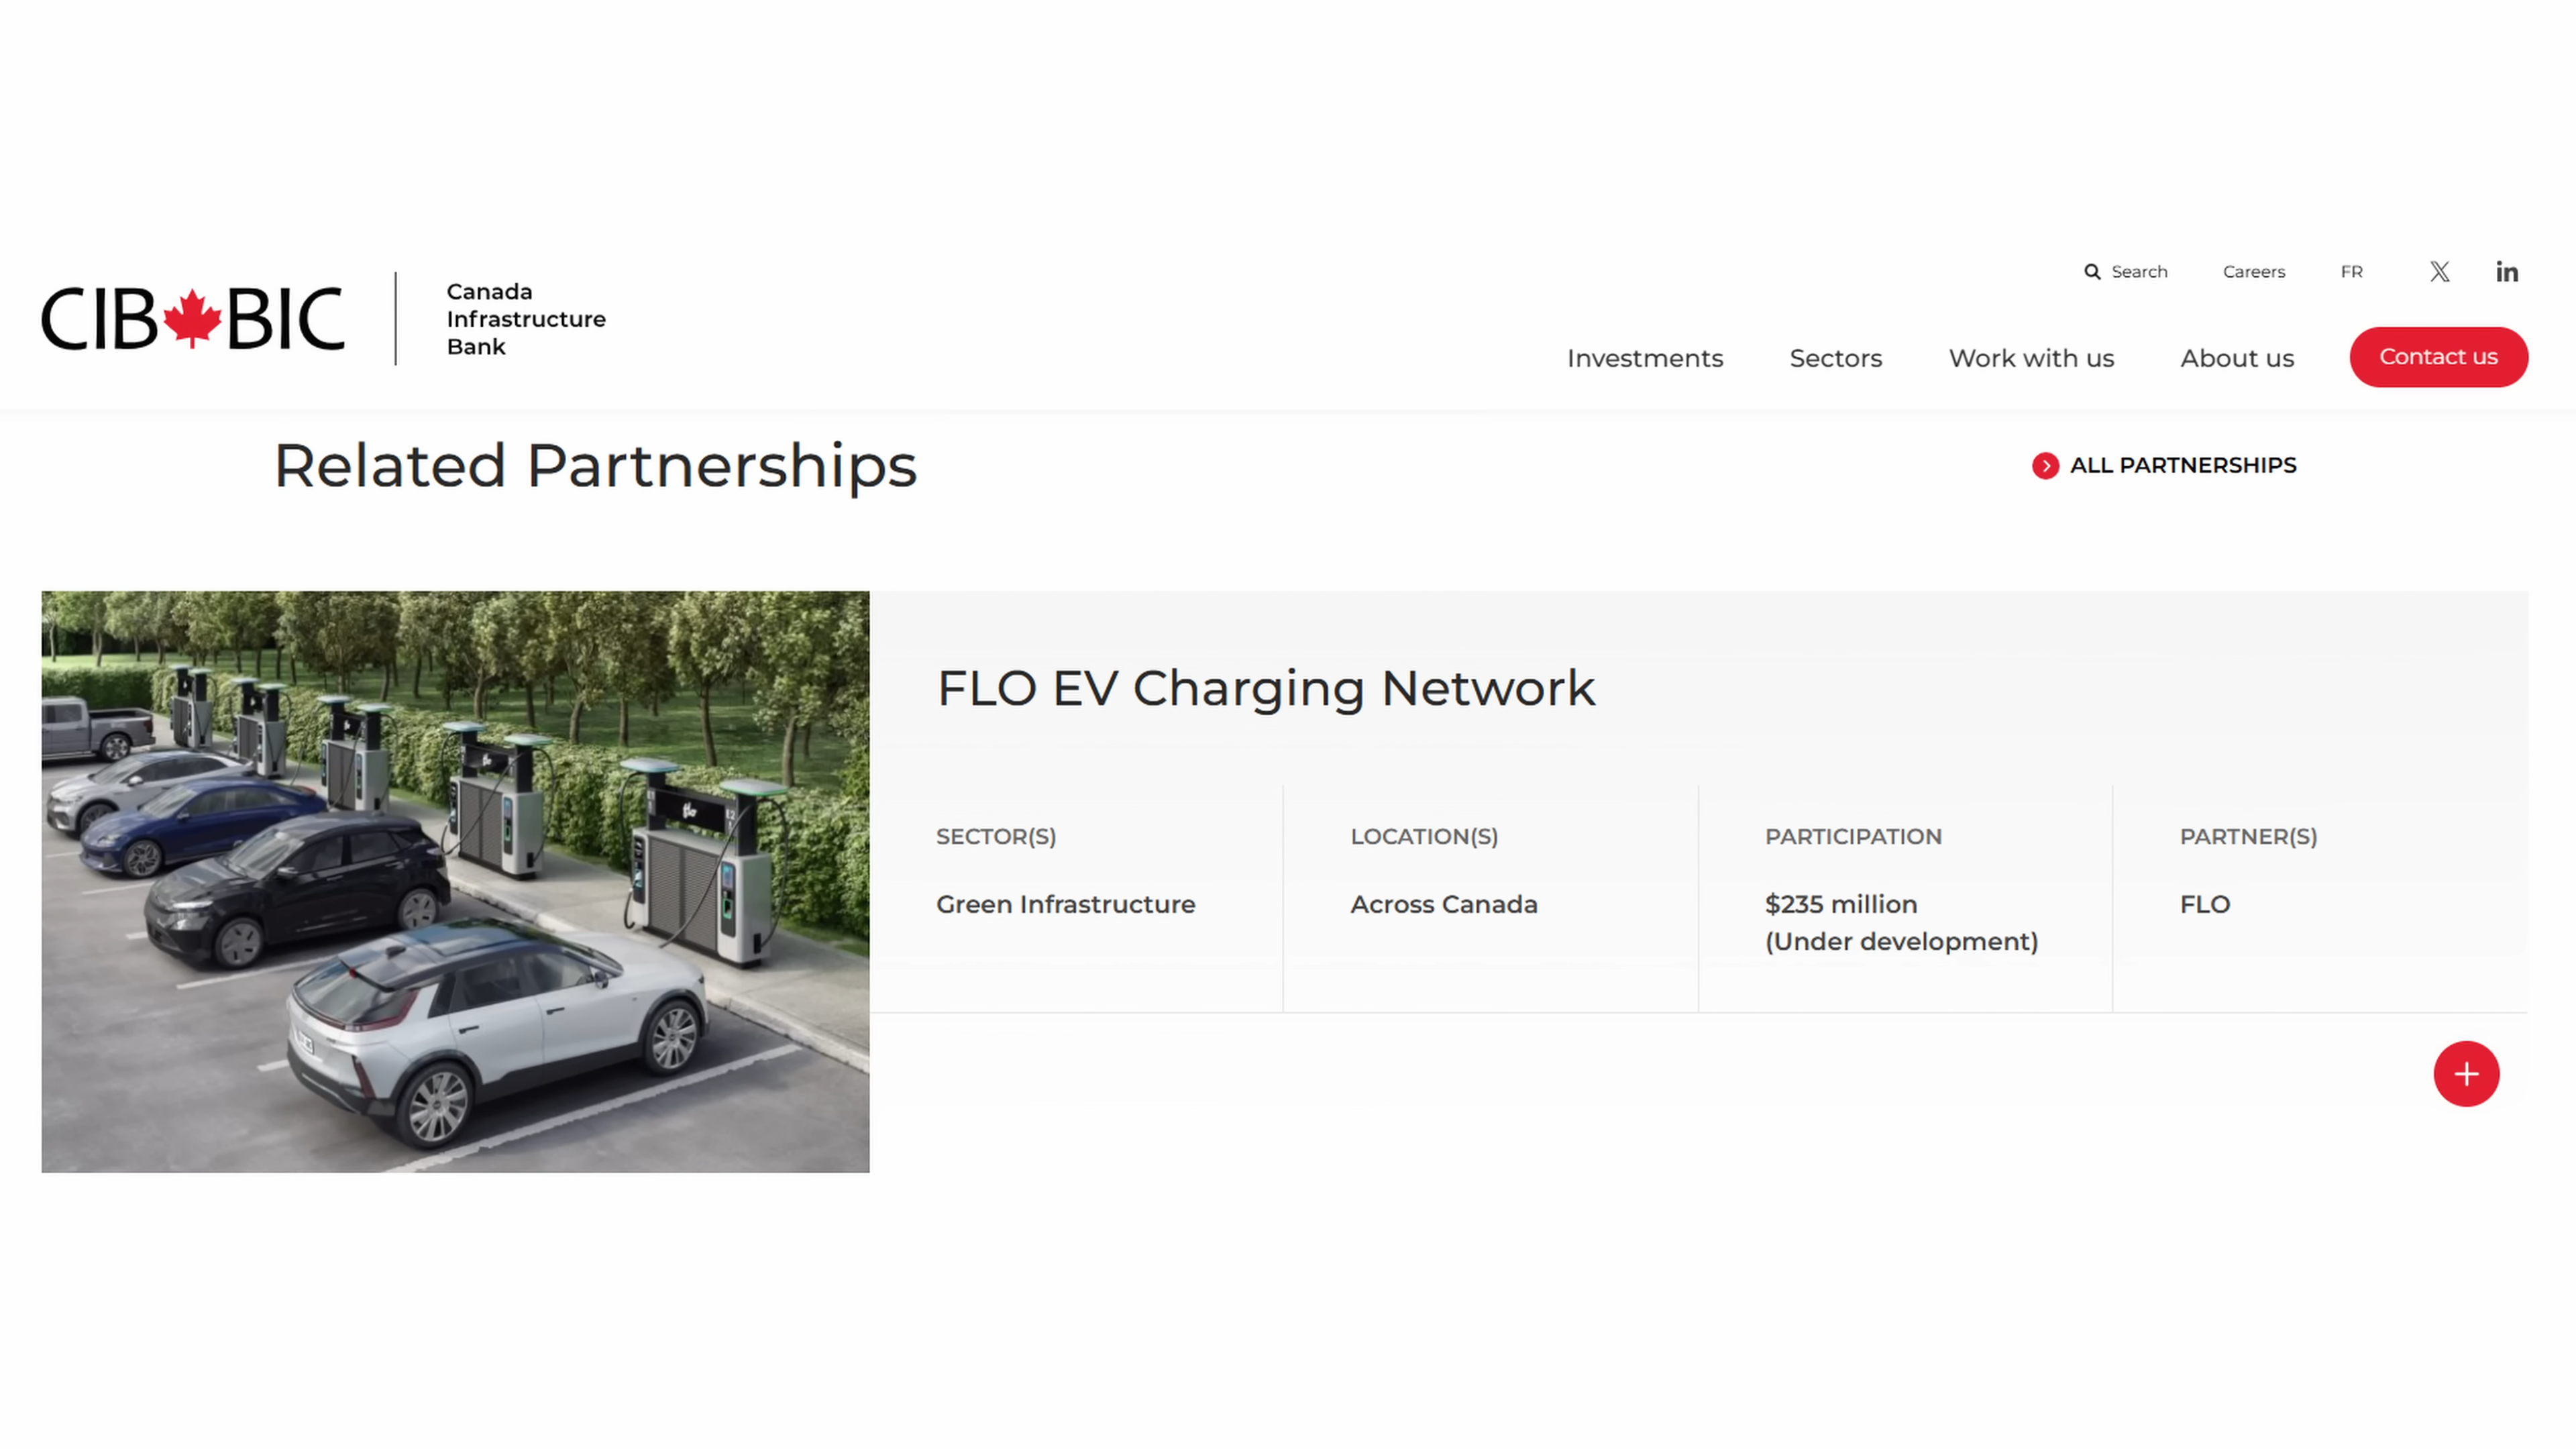 CIB BIC
Canada
Infrastructure
Bank
Search
Careers
FR
X
in
Investments
Sectors
Work with us
About us
Contact us
Related Partnerships
ALL PARTNERSHIPS
FLO EV Charging Network
SECTOR(S)
Green Infrastructure
LOCATION(S)
Across Canada
PARTICIPATION
$235 million
(Under development)
PARTNER(S)
FLO
flo
flo